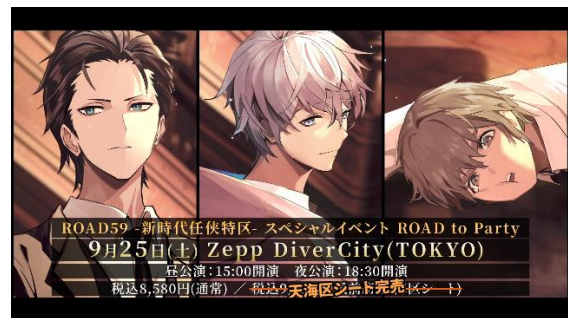 ROAD59 -新時代任侠特区- スペシャルイベント ROAD to Party
9月25日(土) Zepp DiverCity(TOKYO)
昼公演：15:00開演　夜公演：18:30開演
税込8,580円(通常) ／ 税込9
天海区シート完売